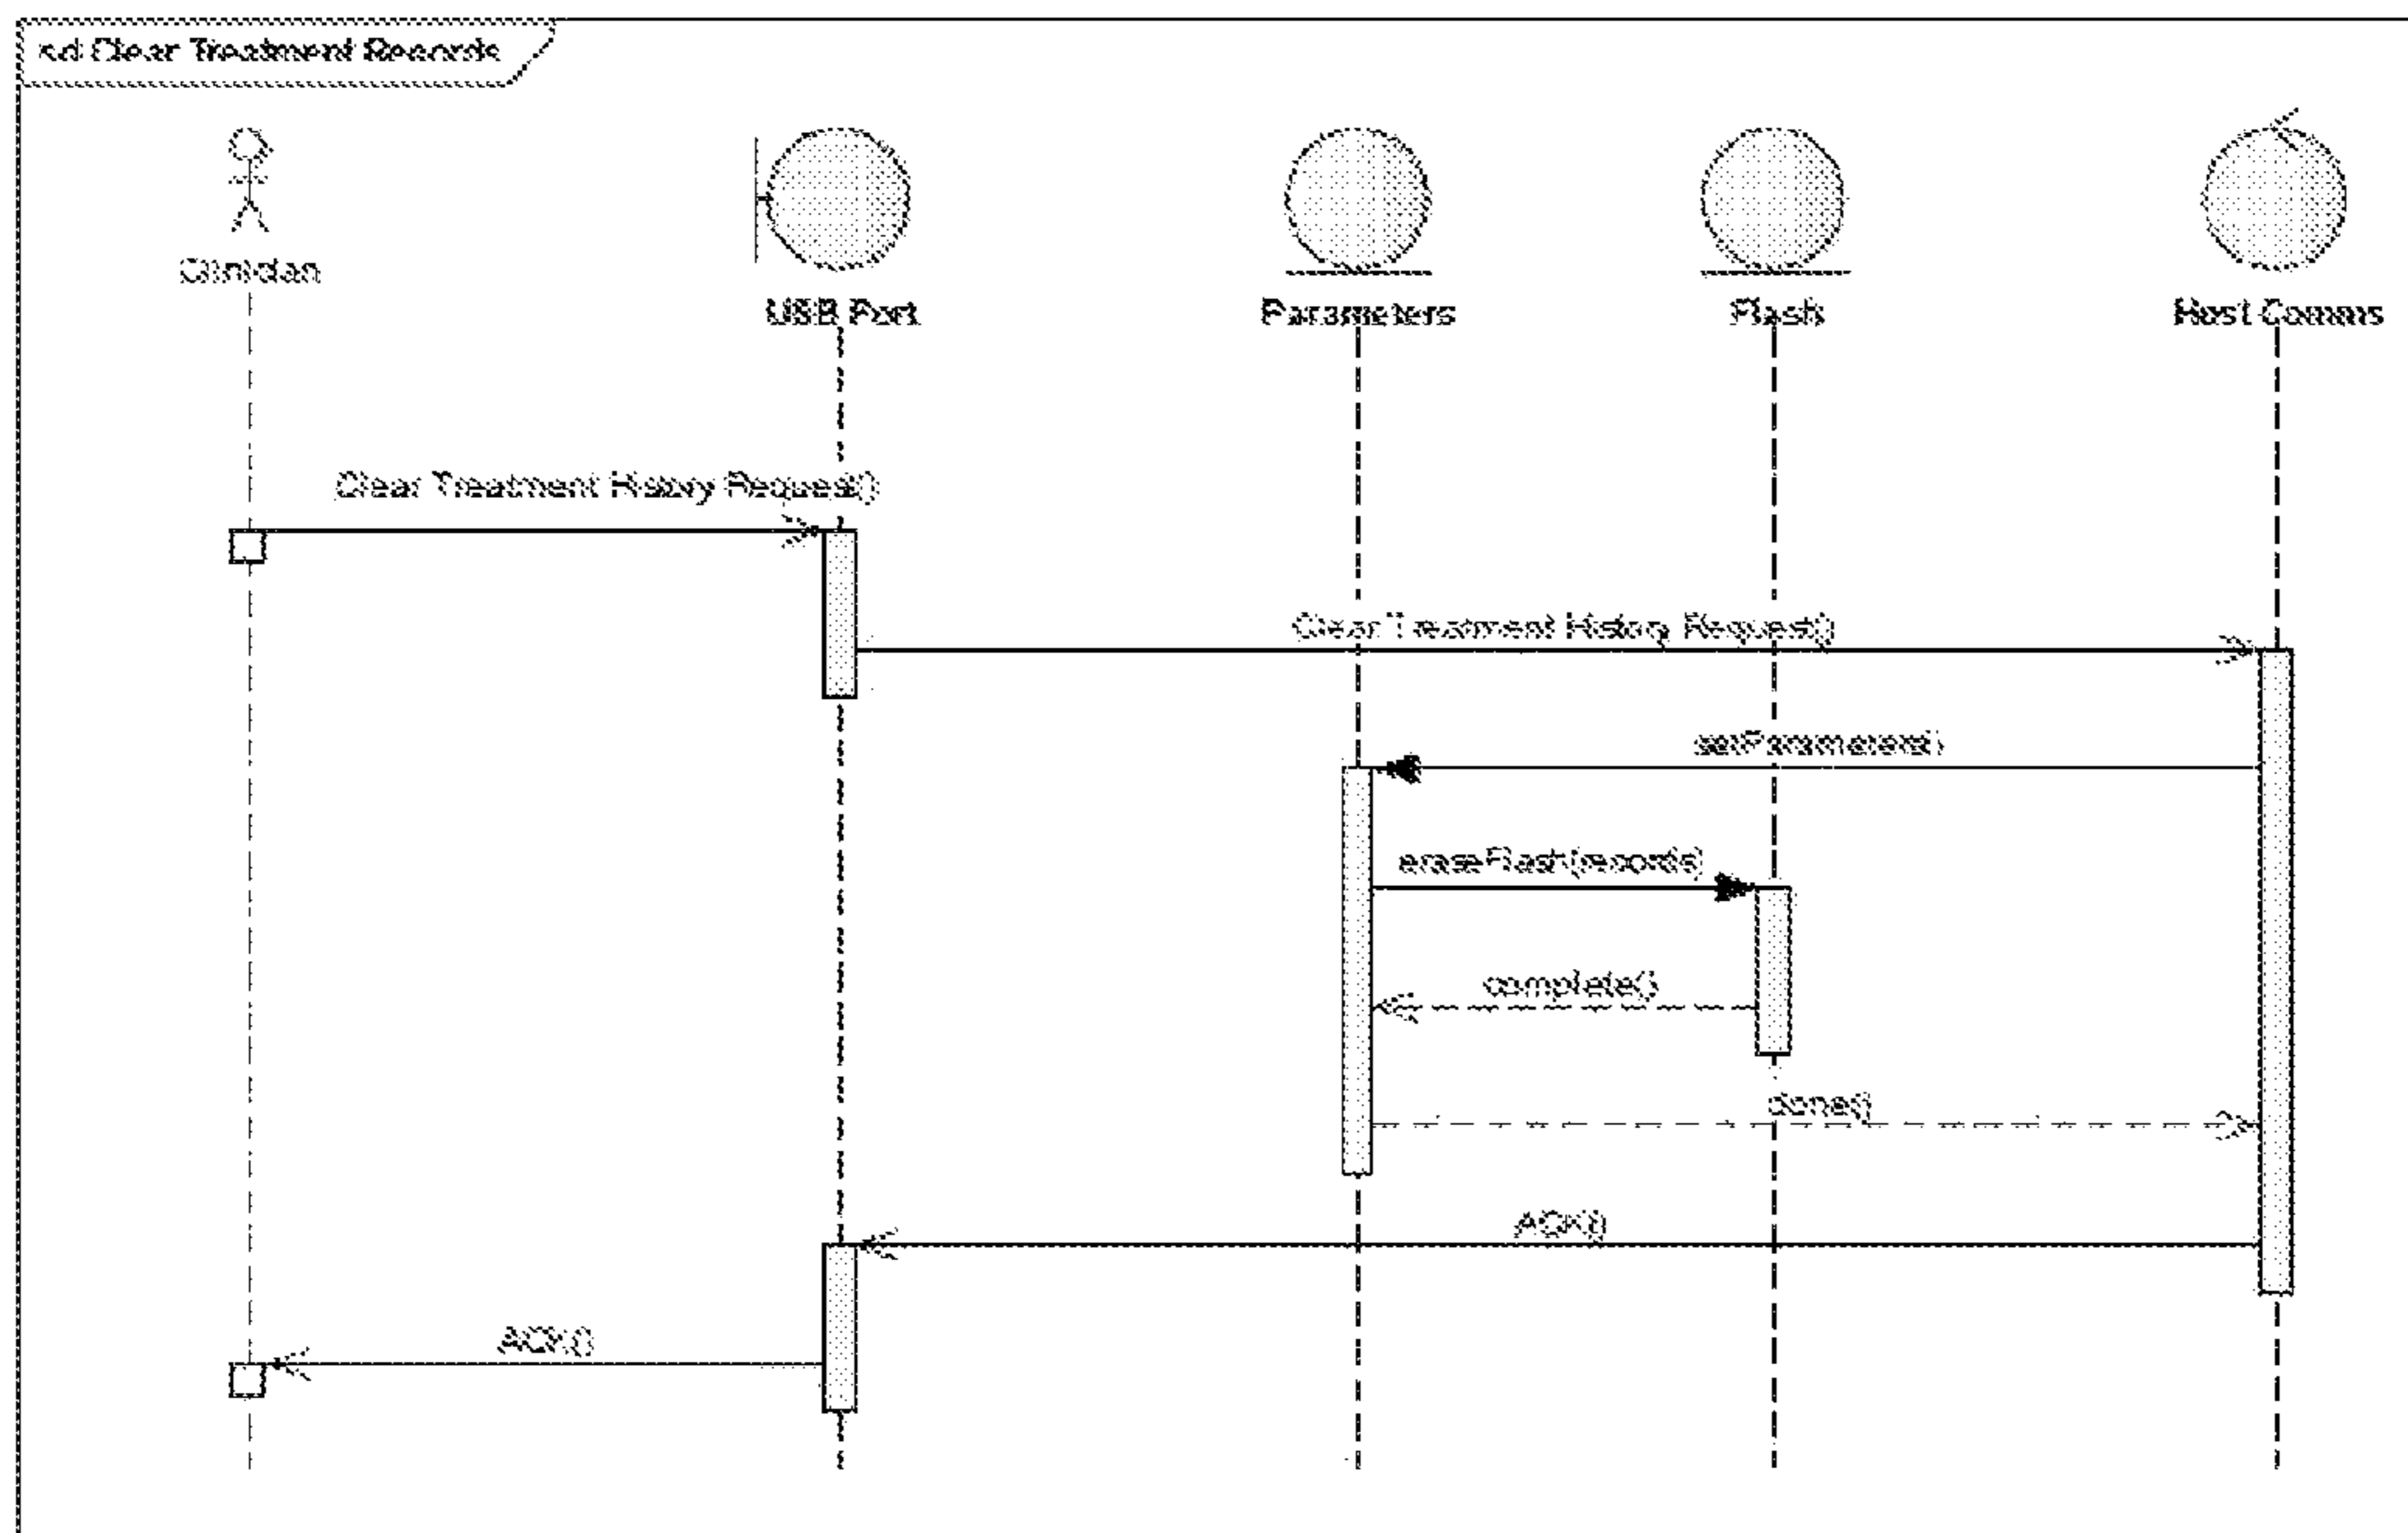 sd Clear Treatment Records
Clinician
USB Port
Parameters
Flash
Host Comms
Clear Treatment History Request()
Clear Treatment History Request()
setParameters()
eraseFlash(records)
complete()
done()
ACK()
ACK()